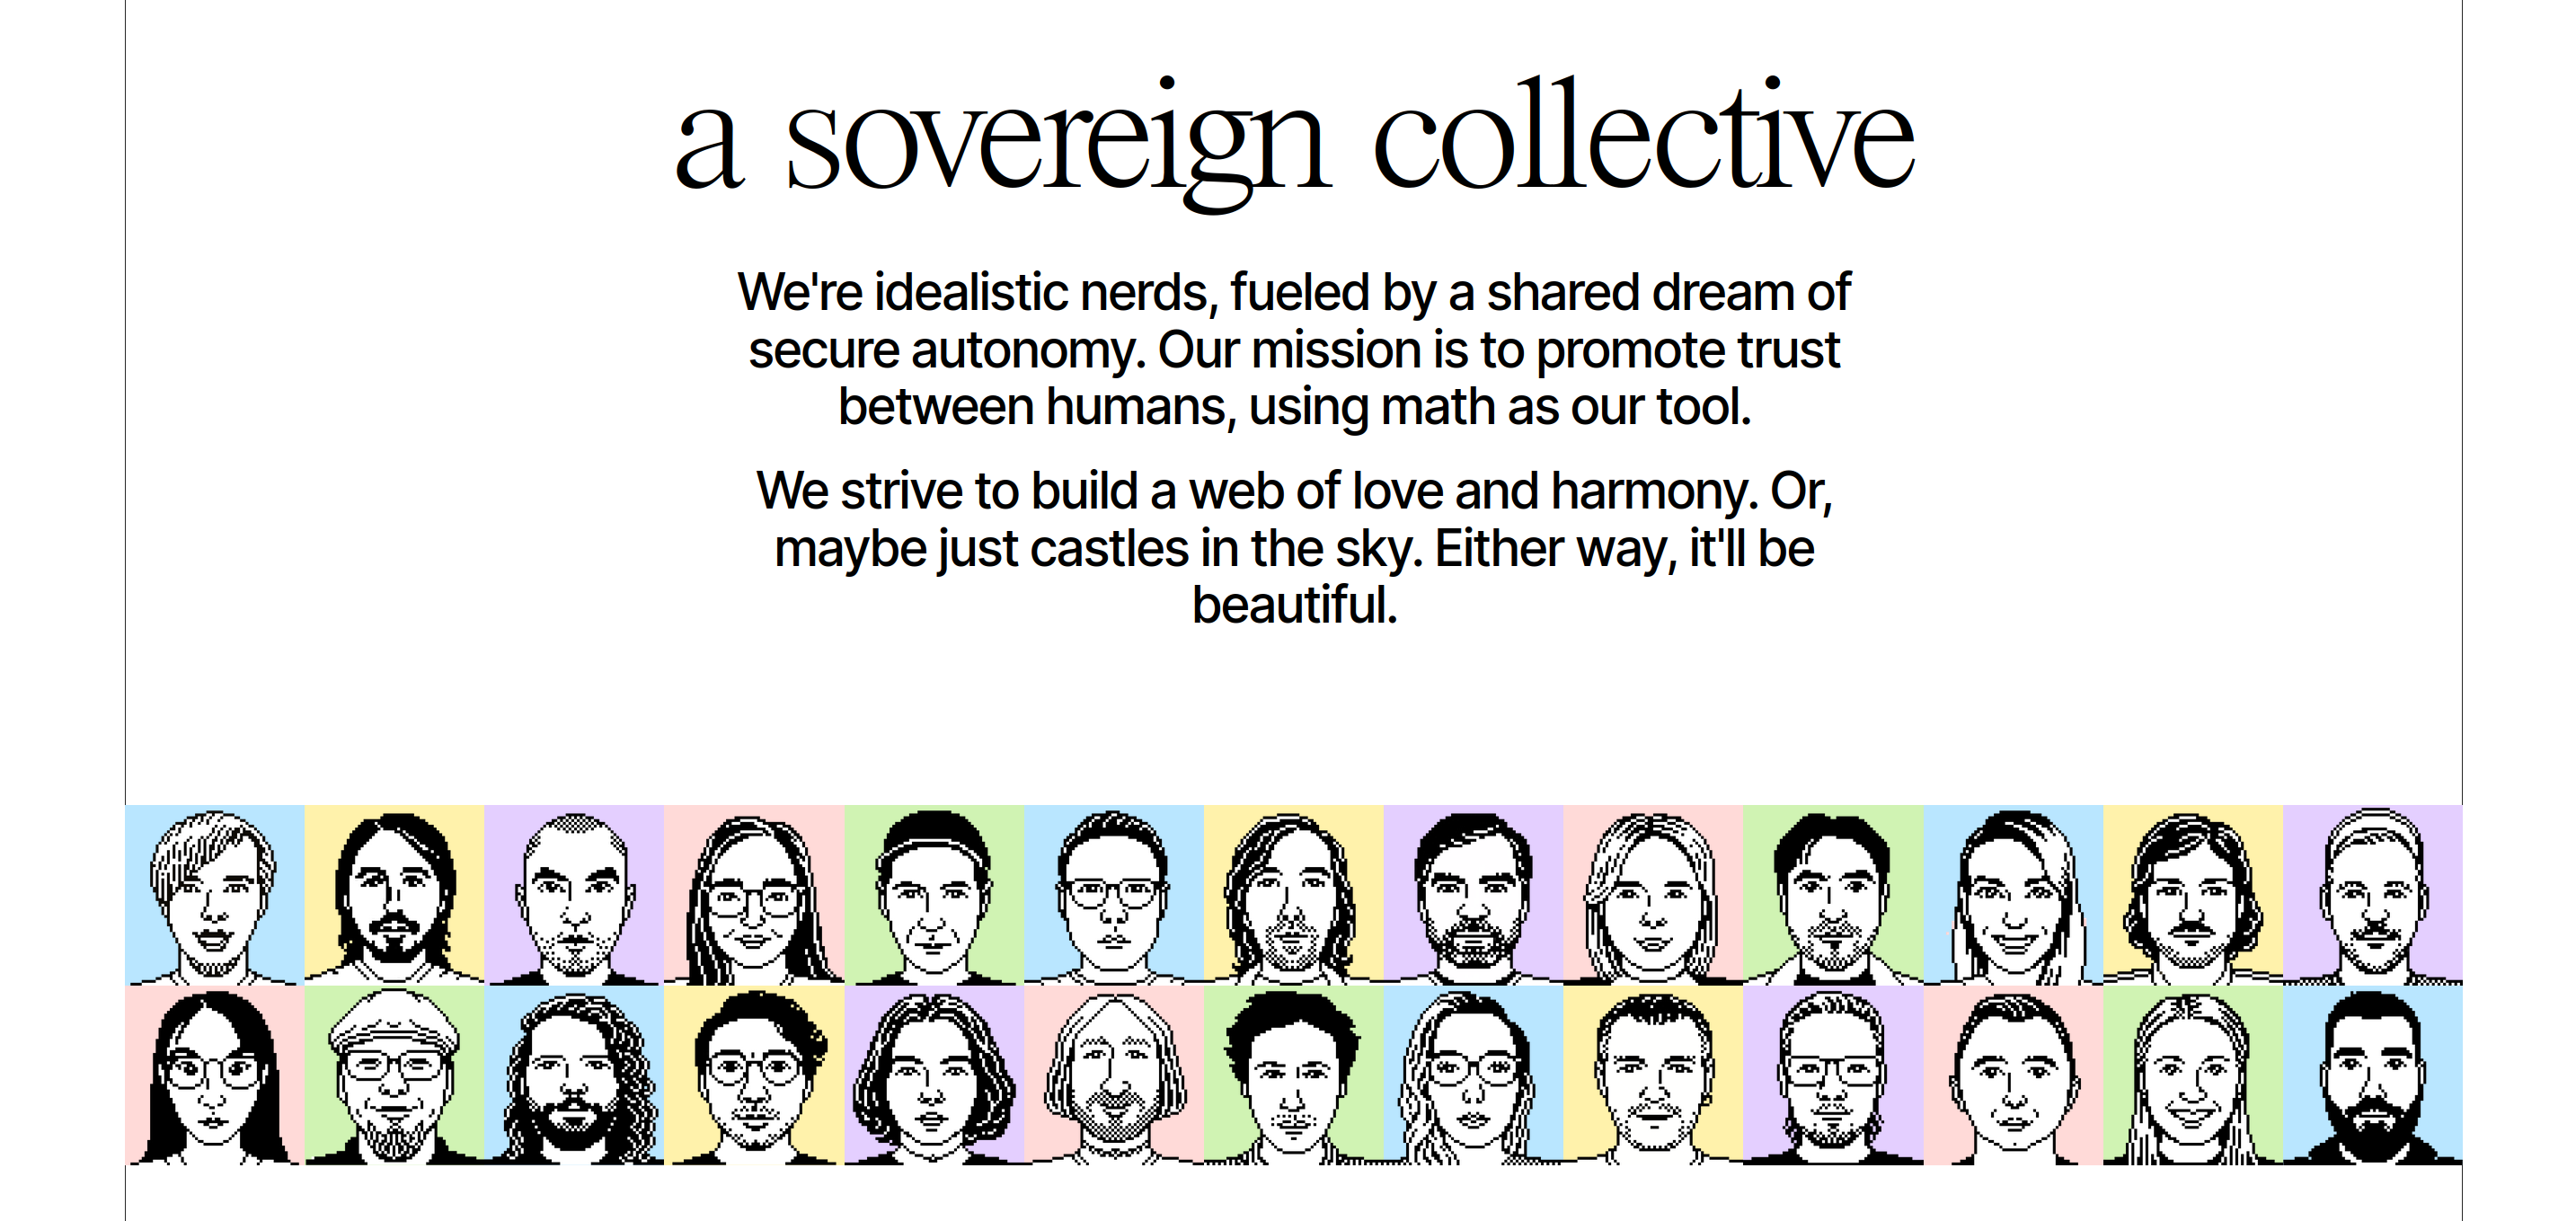 a sovereign collective
We're idealistic nerds, fueled by a shared dream of
secure autonomy. Our mission is to promote trust
between humans, using math as our tool.
We strive to build a web of love and harmony. Or,
maybe just castles in the sky. Either way, it'll be
beautiful.